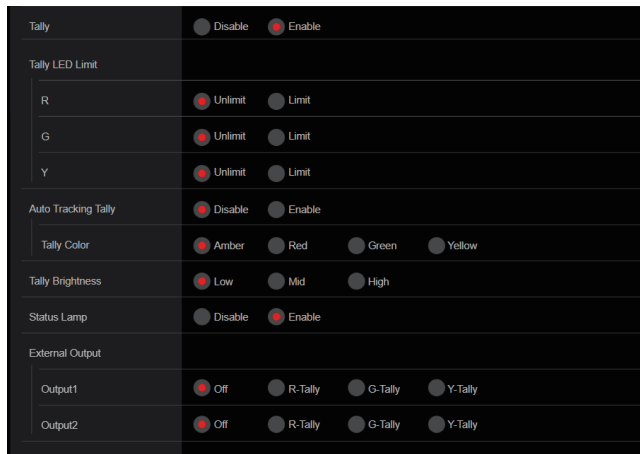 Tally Disable Enable
Tally LED Limit
R Unlimit Limit
G Unlimit Limit
Y Unlimit Limit
Auto Tracking Tally Disable Enable
Tally Color Amber Red Green Yellow
Tally Brightness Low Mid High
Status Lamp Disable Enable
External Output
Output1 Off R-Tally G-Tally Y-Tally
Output2 Off R-Tally G-Tally Y-Tally